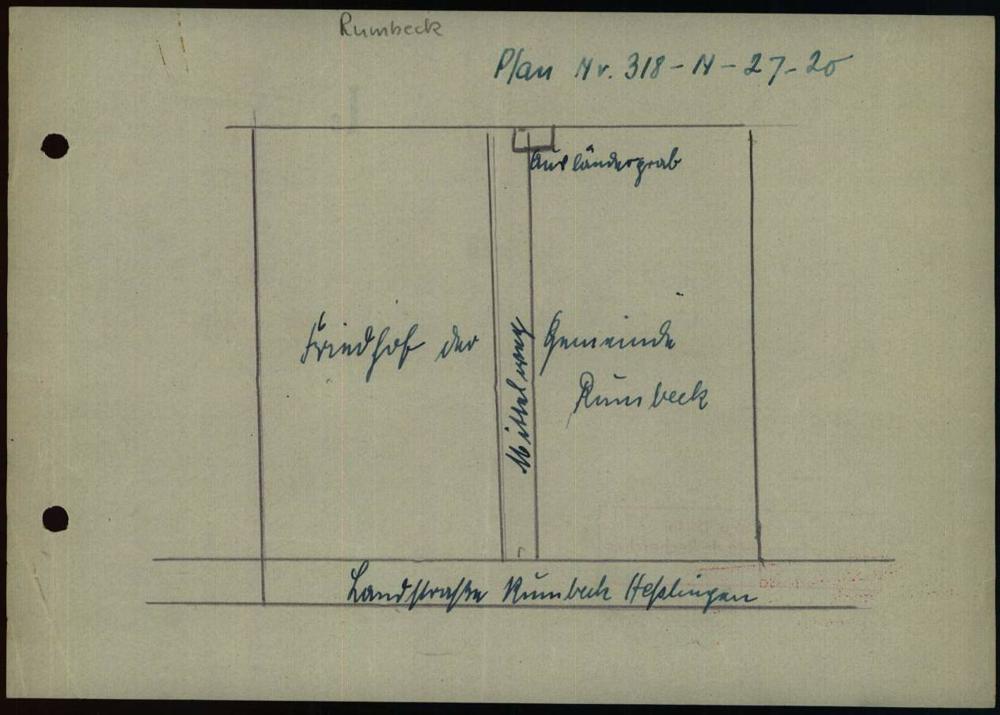 Rumbeck
Plan Nr. 318-N-27-20
Ausländergrab
Friedhof der Gemeinde
Rumbeck
Mittelweg
Landstraße Rumbeck Heßlingen